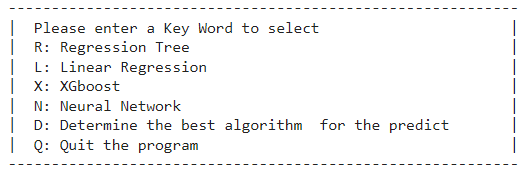 ------------------------------------------------------------
|  Please enter a Key Word to select                       |
|  R: Regression Tree                                      |
|  L: Linear Regression                                    |
|  X: XGboost                                              |
|  N: Neural Network                                       |
|  D: Determine the best algorithm  for the predict        |
|  Q: Quit the program                                     |
------------------------------------------------------------